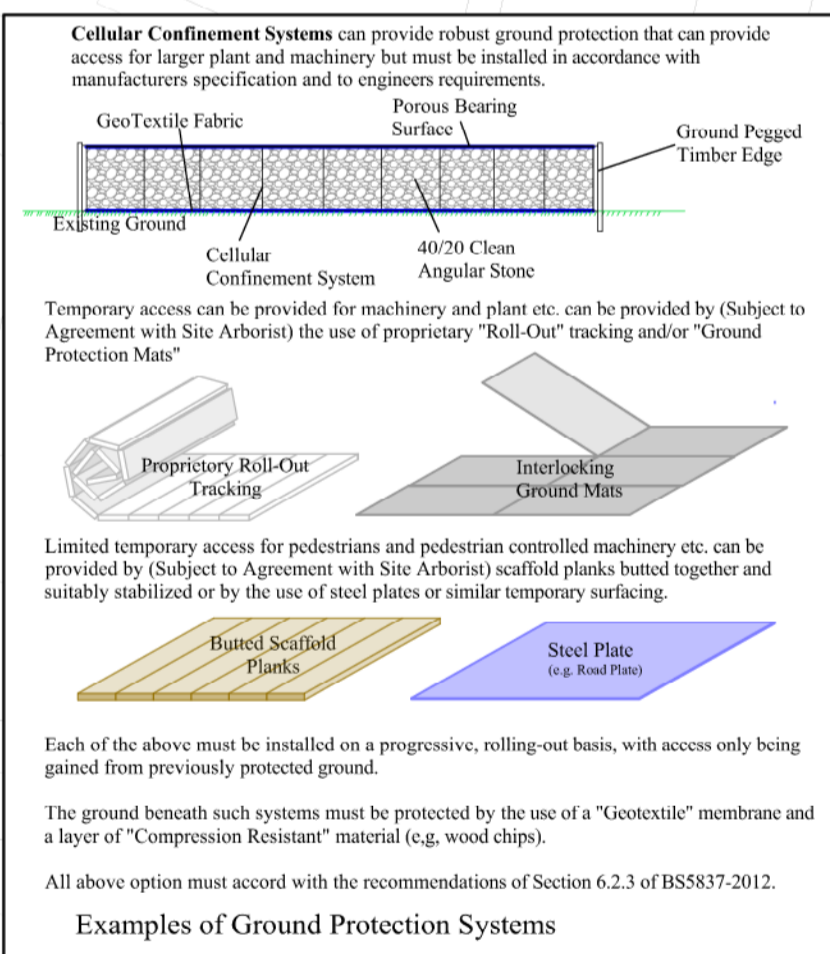 Cellular Confinement Systems can provide robust ground protection that can provide
access for larger plant and machinery but must be installed in accordance with
manufacturers specification and to engineers requirements.
GeoTextile Fabric
Porous Bearing
Surface
Ground Pegged
Timber Edge
Existing Ground
Cellular
Confinement System
40/20 Clean
Angular Stone
Temporary access can be provided for machinery and plant etc. can be provided by (Subject to
Agreement with Site Arborist) the use of proprietary "Roll-Out" tracking and/or "Ground
Protection Mats"
Proprietory Roll-Out
Tracking
Interlocking
Ground Mats
Limited temporary access for pedestrians and pedestrian controlled machinery etc. can be
provided by (Subject to Agreement with Site Arborist) scaffold planks butted together and
suitably stabilized or by the use of steel plates or similar temporary surfacing.
Butted Scaffold
Planks
Steel Plate
(e.g. Road Plate)
Each of the above must be installed on a progressive, rolling-out basis, with access only being
gained from previously protected ground.
The ground beneath such systems must be protected by the use of a "Geotextile" membrane and
a layer of "Compression Resistant" material (e,g, wood chips).
All above option must accord with the recommendations of Section 6.2.3 of BS5837-2012.
Examples of Ground Protection Systems